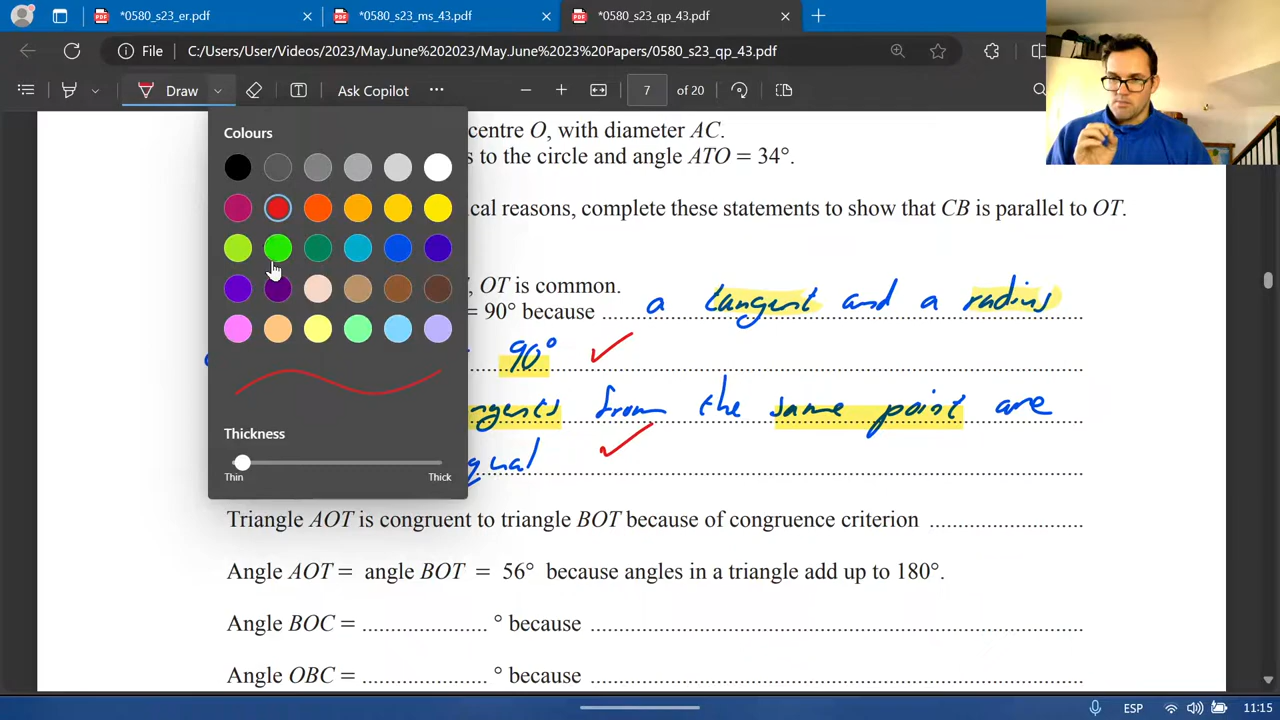 *0580_s23_er.pdf
*0580_s23_ms_43.pdf
*0580_s23_qp_43.pdf
File C:/Users/User/Videos/2023/May.June%202023/May.June%2023%20Papers/0580_s23_qp_43.pdf
Draw Ask Copilot 7 of 20
Colours
centre O, with diameter AC.
s to the circle and angle ATO = 34°.
cal reasons, complete these statements to show that CB is parallel to OT.
, OT is common.
= 90° because a tangent and a radius
90°
ngents from the same point are
qual
Thickness
Thin Thick
Triangle AOT is congruent to triangle BOT because of congruence criterion
Angle AOT = angle BOT = 56° because angles in a triangle add up to 180°.
Angle BOC = ° because
Angle OBC = ° because
ESP 11:15